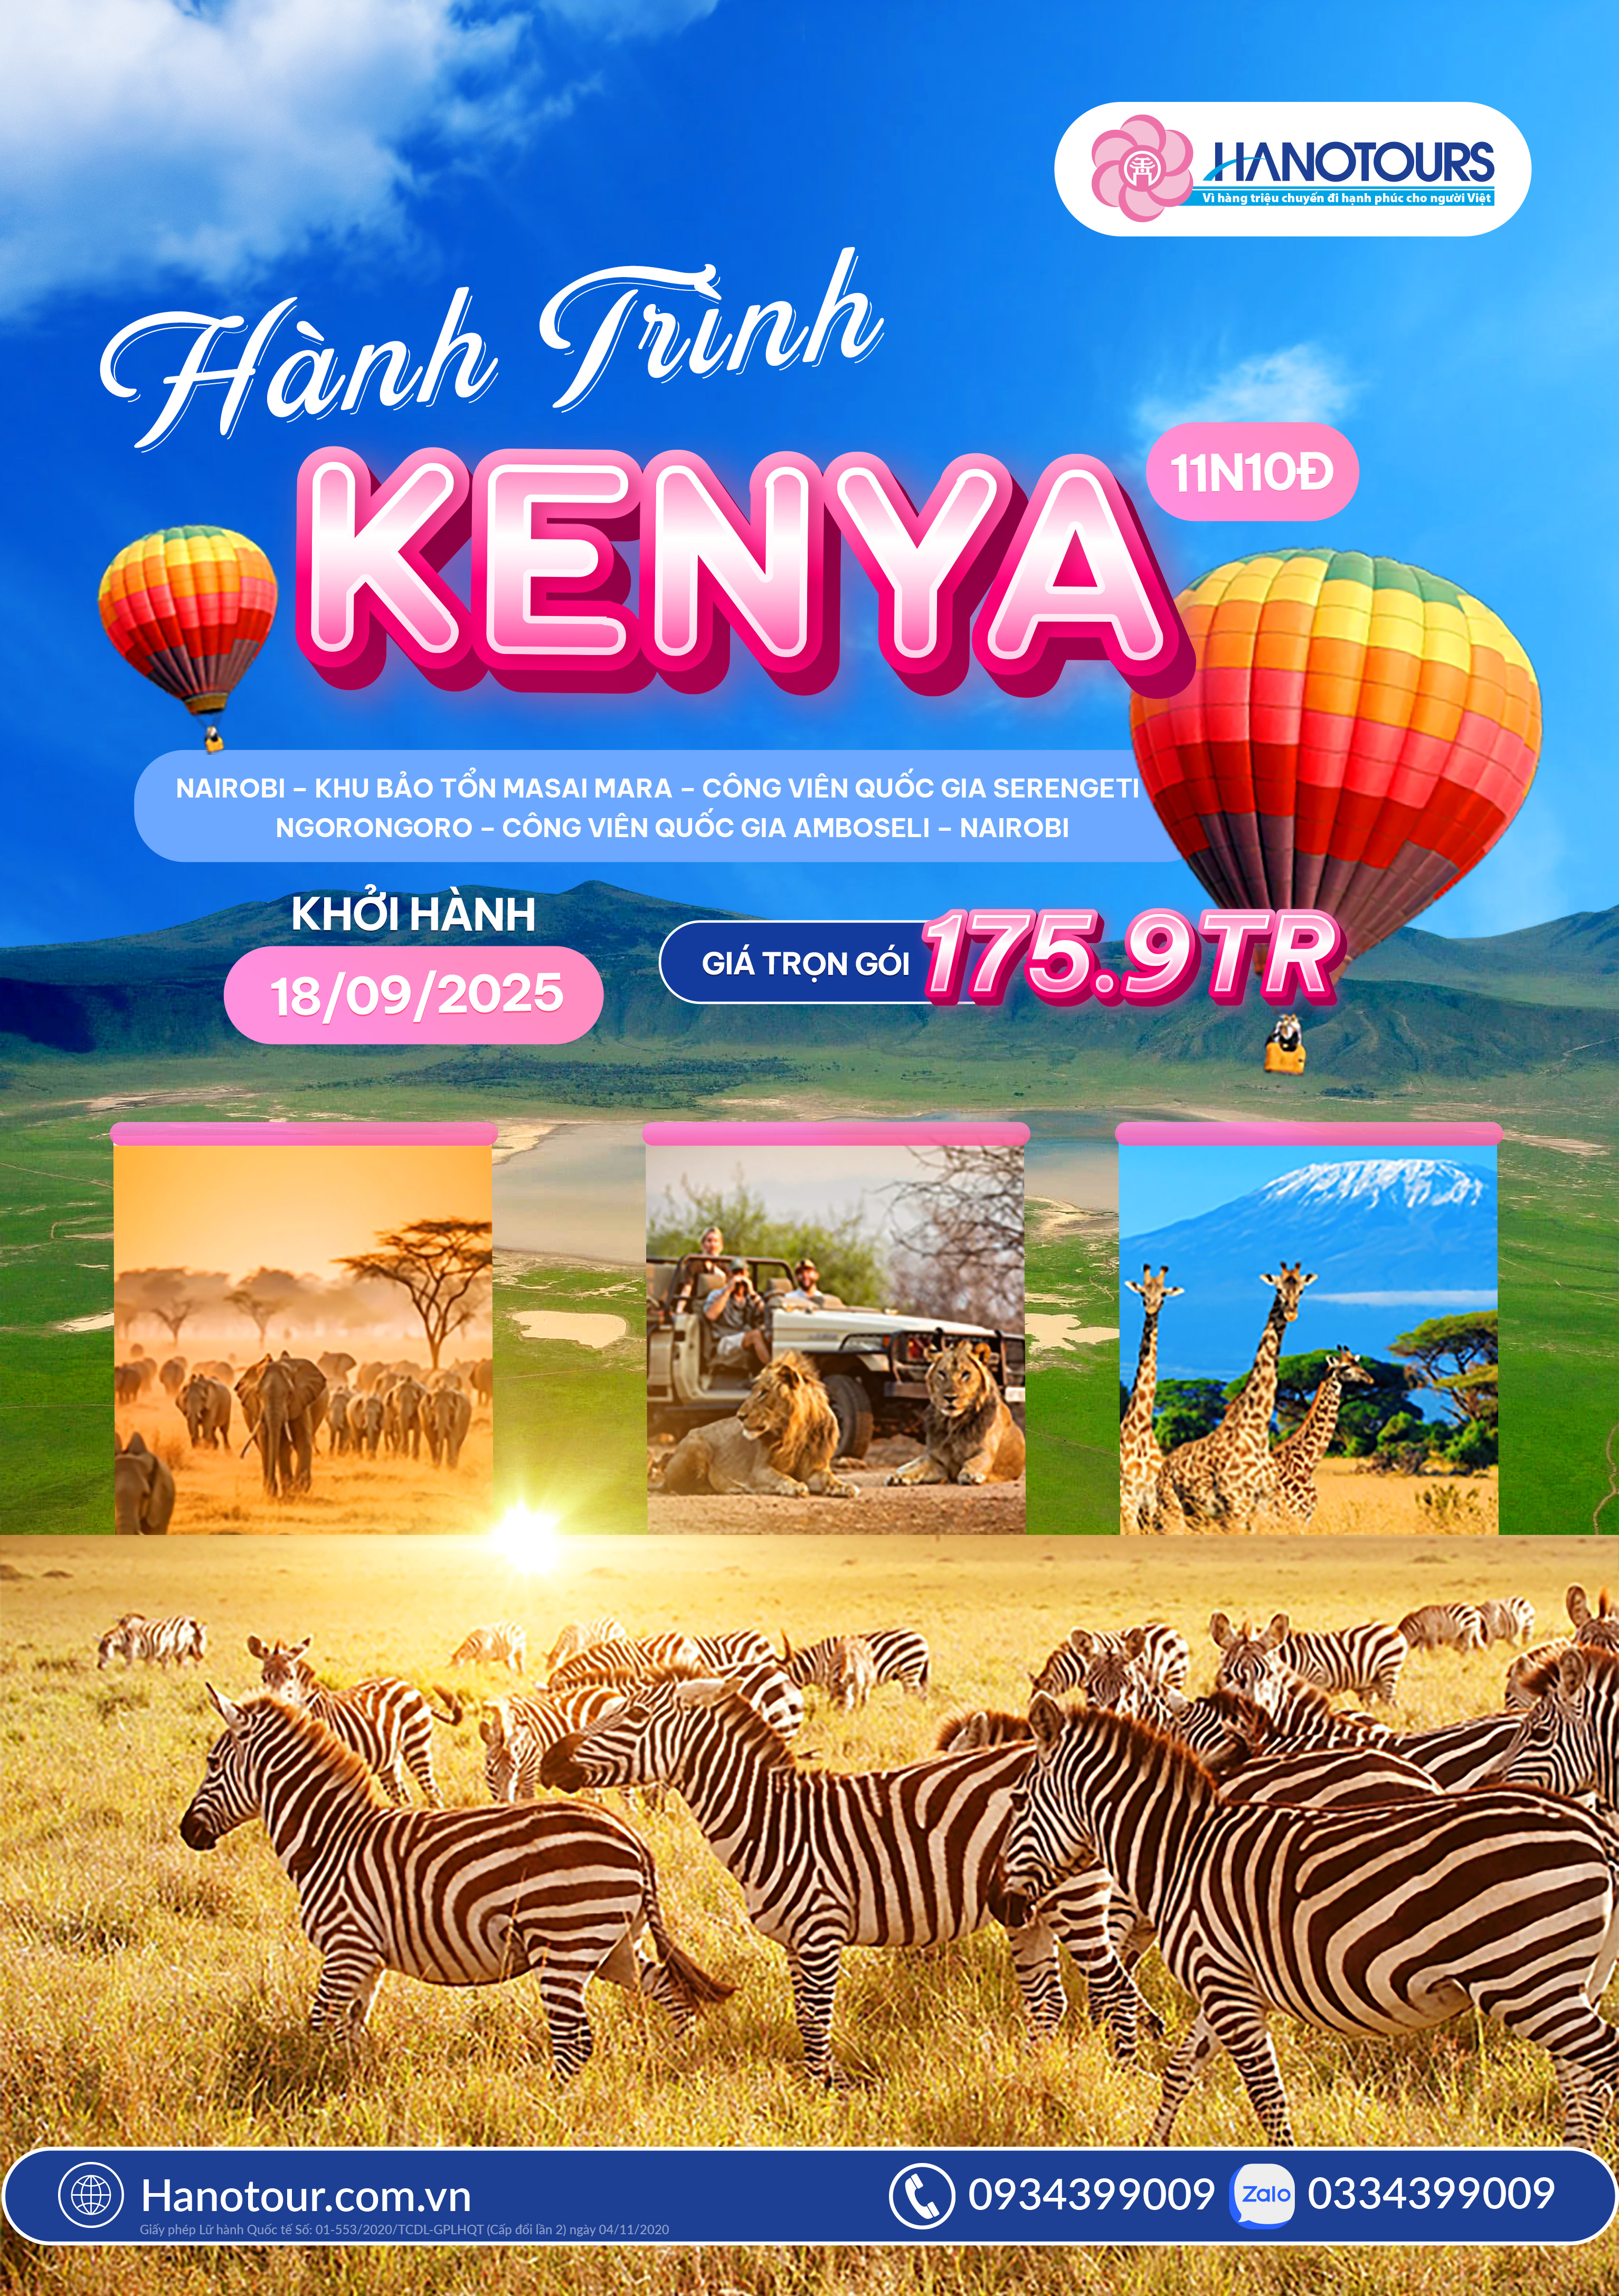 HANOTOURS
Vì hàng triệu chuyến đi hạnh phúc cho người Việt
Hành Trình
KENYA
11N10Đ
NAIROBI – KHU BẢO TỒN MASAI MARA – CÔNG VIÊN QUỐC GIA SERENGETI
NGORONGORO – CÔNG VIÊN QUỐC GIA AMBOSELI – NAIROBI
KHỞI HÀNH
18/09/2025
GIÁ TRỌN GÓI 175.9TR
Hanotour.com.vn
Giấy phép Lữ hành Quốc tế Số: 01-553/2020/TCDL-GPLHQT (Cấp đổi lần 2) ngày 04/11/2020
0934399009
Zalo 0334399009